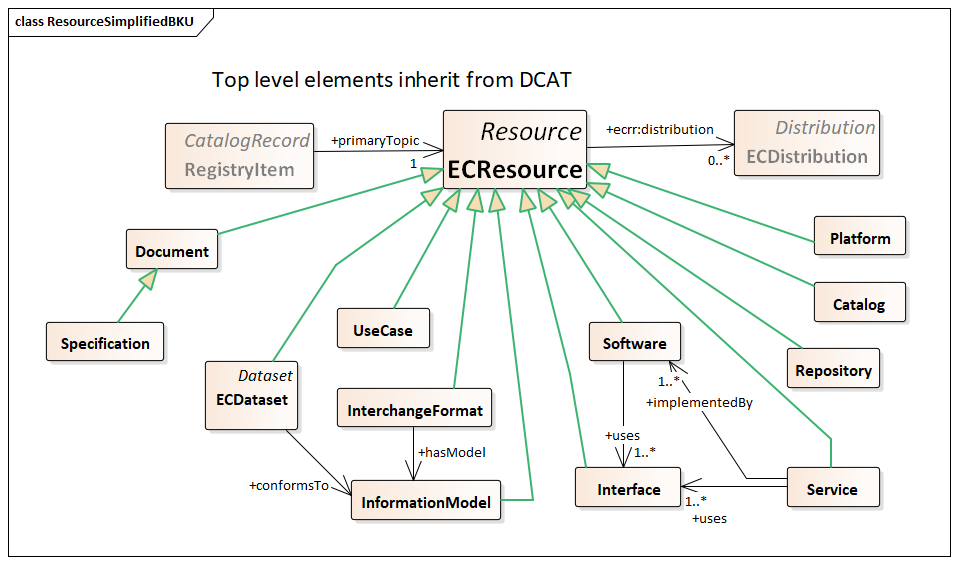 class ResourceSimplifiedBKU
Top level elements inherit from DCAT
CatalogRecord
RegistryItem
+primaryTopic
1
Resource
ECResource
+ecrr:distribution
0..*
Distribution
ECDistribution
Document
Platform
Specification
UseCase
Software
Catalog
Repository
Dataset
ECDataset
InterchangeFormat
1..*
+implementedBy
+uses
1..*
+hasModel
+conformsTo
InformationModel
Interface
1..*
+uses
Service